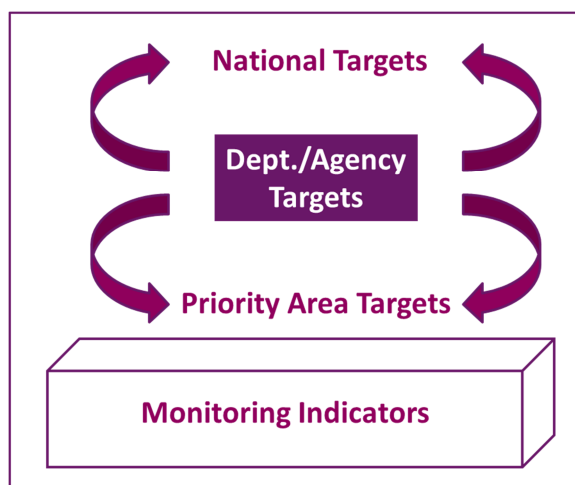 National Targets
Dept./Agency
Targets
Priority Area Targets
Monitoring Indicators